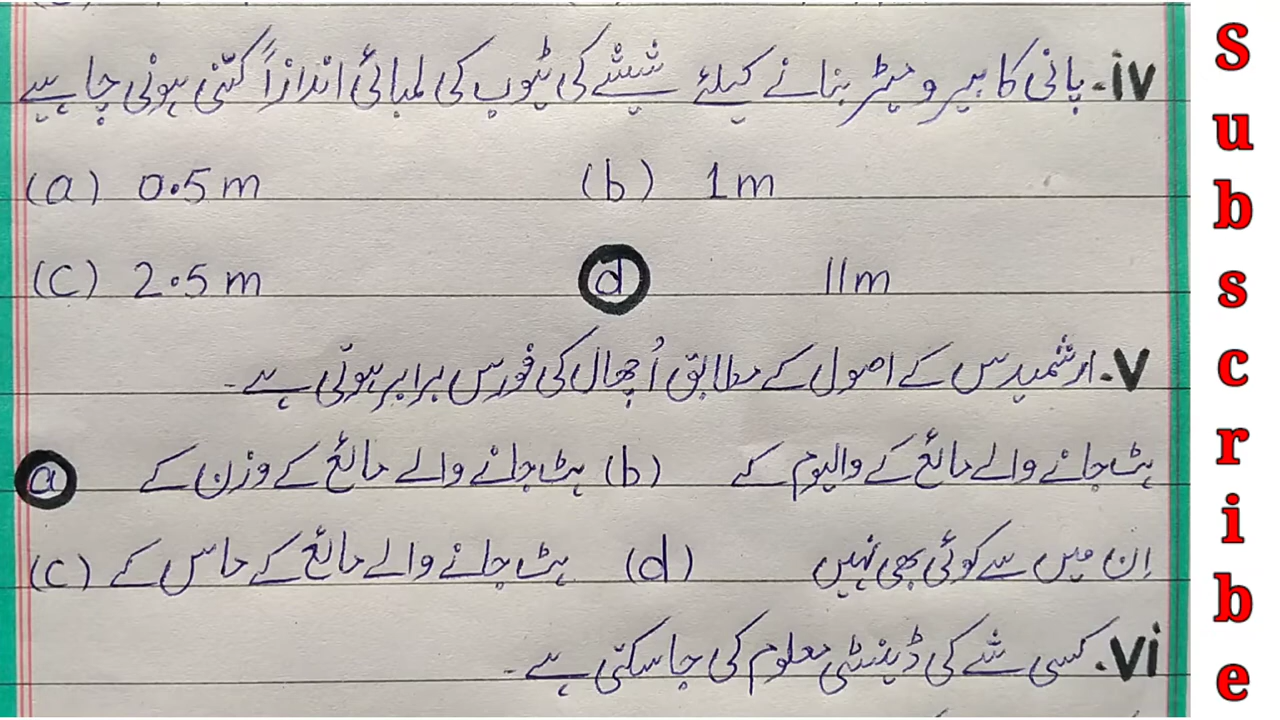 iv. پانی کا بیرومیٹر بنانے کیلئے شیشے کی ٹیوب کی لمبائی اندازاً کتنی ہونی چاہیے
(a) 0.5 m (b) 1 m
(C) 2.5 m d 11m
v. ارشمیدس کے اصول کے مطابق اُچھال کی فورس برابر ہوتی ہے۔
a ہٹ جانے والے مائع کے وزن کے (b) ہٹ جانے والے مائع کے والیوم کے
(c) ہٹ جانے والے مائع کے ماس کے (d) اِن میں سے کوئی بھی نہیں
vi. کسی شے کی ڈینسٹی معلوم کی جا سکتی ہے۔
Subscribe